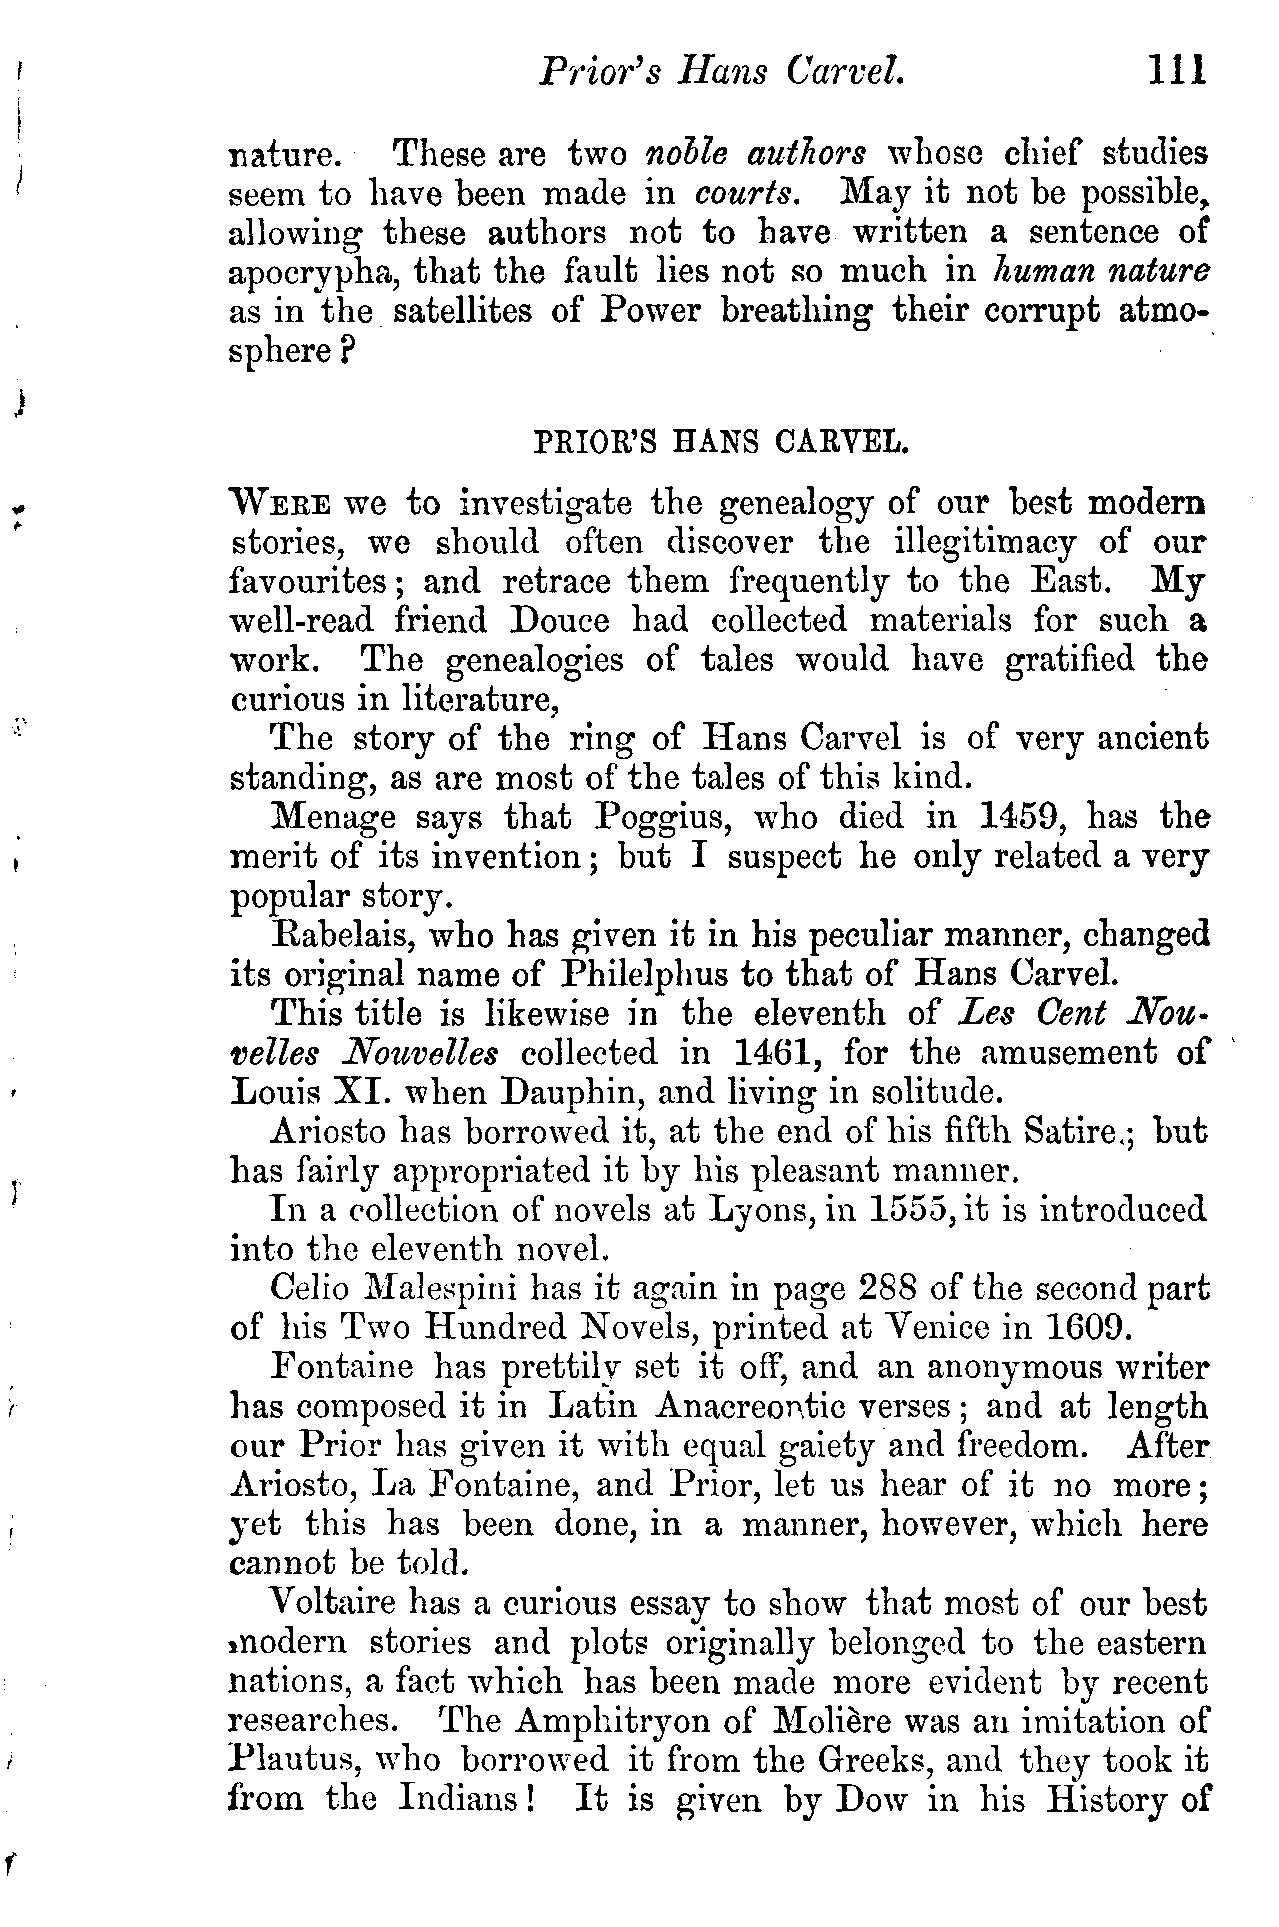 Prior's Hans Carvel. 111
nature. These are two noble authors whose chief studies
seem to have been made in courts. May it not be possible,
allowing these authors not to have written a sentence of
apocrypha, that the fault lies not so much in human nature
as in the satellites of Power breathing their corrupt atmo-
sphere?
PRIOR'S HANS CARVEL.
WERE we to investigate the genealogy of our best modern
stories, we should often discover the illegitimacy of our
favourites; and retrace them frequently to the East. My
well-read friend Douce had collected materials for such a
work. The genealogies of tales would have gratified the
curious in literature,
The story of the ring of Hans Carvel is of very ancient
standing, as are most of the tales of this kind.
Menage says that Poggius, who died in 1459, has the
merit of its invention; but I suspect he only related a very
popular story.
Rabelais, who has given it in his peculiar manner, changed
its original name of Philelphus to that of Hans Carvel.
This title is likewise in the eleventh of Les Cent Nou-
velles Nouvelles collected in 1461, for the amusement of
Louis XI. when Dauphin, and living in solitude.
Ariosto has borrowed it, at the end of his fifth Satire.; but
has fairly appropriated it by his pleasant manner.
In a collection of novels at Lyons, in 1555, it is introduced
into the eleventh novel.
Celio Malespini has it again in page 288 of the second part
of his Two Hundred Novels, printed at Venice in 1609.
Fontaine has prettily set it off, and an anonymous writer
has composed it in Latin Anacreontic verses; and at length
our Prior has given it with equal gaiety and freedom. After
Ariosto, La Fontaine, and Prior, let us hear of it no more;
yet this has been done, in a manner, however, which here
cannot be told.
Voltaire has a curious essay to show that most of our best
modern stories and plots originally belonged to the eastern
nations, a fact which has been made more evident by recent
researches. The Amphitryon of Molière was an imitation of
Plautus, who borrowed it from the Greeks, and they took it
from the Indians! It is given by Dow in his History of